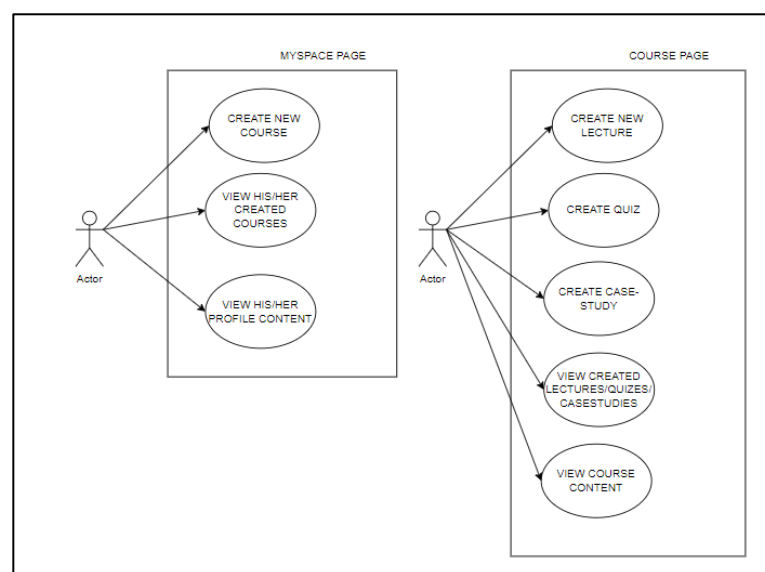 MYSPACE PAGE
CREATE NEW
COURSE
VIEW HIS/HER
CREATED
COURSES
VIEW HIS/HER
PROFILE CONTENT
Actor
COURSE PAGE
CREATE NEW
LECTURE
CREATE QUIZ
CREATE CASE-
STUDY
VIEW CREATED
LECTURES/QUIZES/
CASESTUDIES
VIEW COURSE
CONTENT
Actor